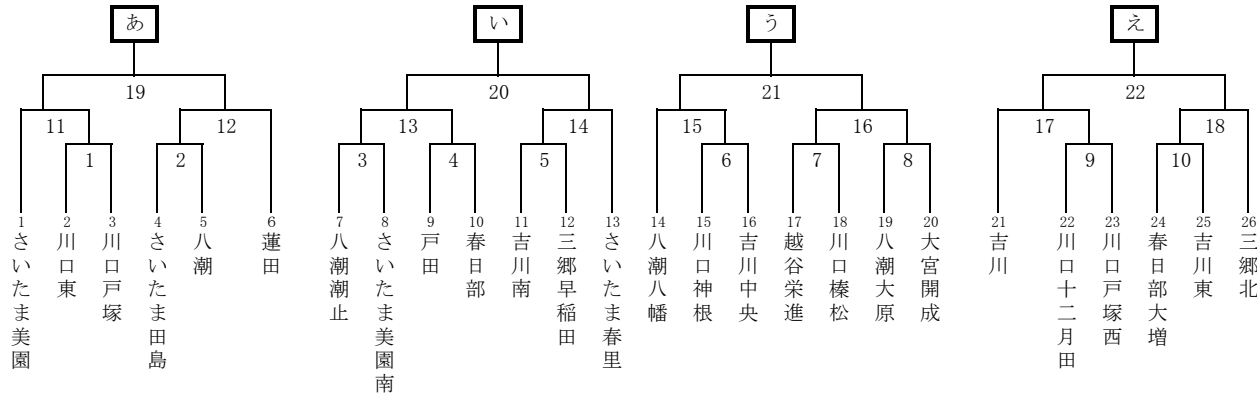 あ い う え
19 20 21 22
11 12 13 14 15 16 17 18
1 2 3 4 5 6 7 8 9 10
1 さいたま美園
2 川口東
3 川口戸塚
4 さいたま田島
5 八潮
6 蓮田
7 八潮潮止
8 さいたま美園南
9 戸田
10 春日部
11 吉川南
12 三郷早稲田
13 さいたま春里
14 八潮八幡
15 川口神根
16 吉川中央
17 越谷栄進
18 川口榛松
19 八潮大原
20 大宮開成
21 吉川
22 川口十二月田
23 川口戸塚西
24 春日部大増
25 吉川東
26 三郷北